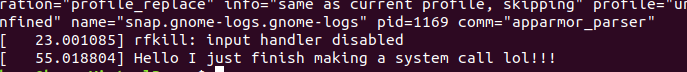 ration="profile_replace" info="same as current profile, skipping" profile="un
nfined" name="snap.gnome-logs.gnome-logs" pid=1169 comm="apparmor_parser"
[   23.001085] rfkill: input handler disabled
[   55.018804] Hello I just finish making a system call lol!!!